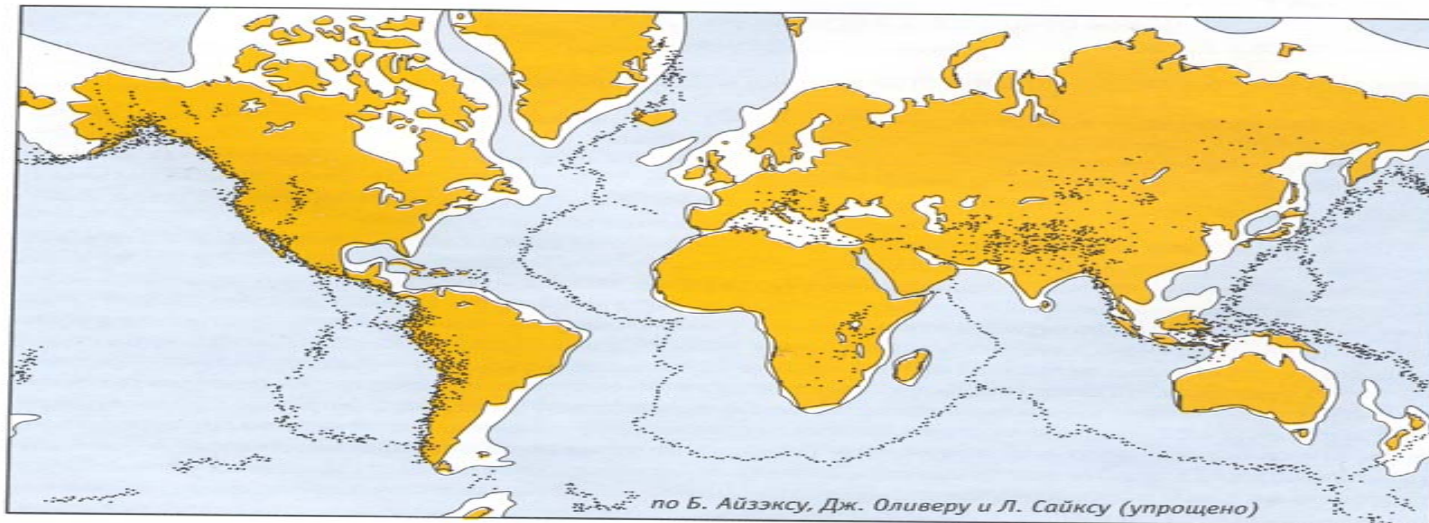 по Б. Айзэксу, Дж. Оливеру и Л. Сайксу (упрощено)